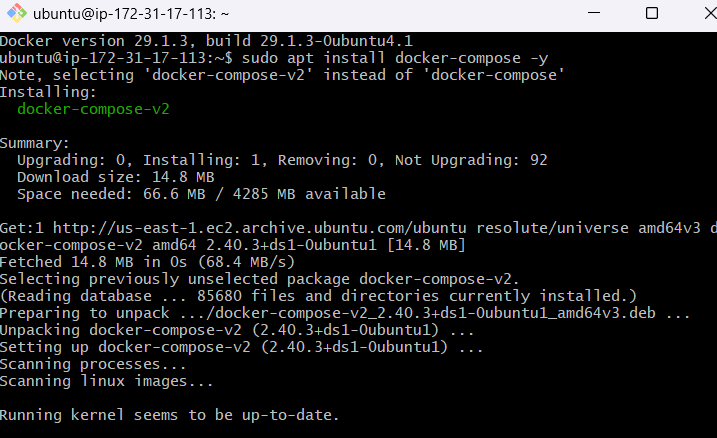 ubuntu@ip-172-31-17-113: ~
Docker version 29.1.3, build 29.1.3-0ubuntu4.1
ubuntu@ip-172-31-17-113:~$ sudo apt install docker-compose -y
Note, selecting 'docker-compose-v2' instead of 'docker-compose'
Installing:
  docker-compose-v2

Summary:
  Upgrading: 0, Installing: 1, Removing: 0, Not Upgrading: 92
  Download size: 14.8 MB
  Space needed: 66.6 MB / 4285 MB available

Get:1 http://us-east-1.ec2.archive.ubuntu.com/ubuntu resolute/universe amd64v3 d
ocker-compose-v2 amd64 2.40.3+ds1-0ubuntu1 [14.8 MB]
Fetched 14.8 MB in 0s (68.4 MB/s)
Selecting previously unselected package docker-compose-v2.
(Reading database ... 85680 files and directories currently installed.)
Preparing to unpack .../docker-compose-v2_2.40.3+ds1-0ubuntu1_amd64v3.deb ...
Unpacking docker-compose-v2 (2.40.3+ds1-0ubuntu1) ...
Setting up docker-compose-v2 (2.40.3+ds1-0ubuntu1) ...
Scanning processes...
Scanning linux images...

Running kernel seems to be up-to-date.